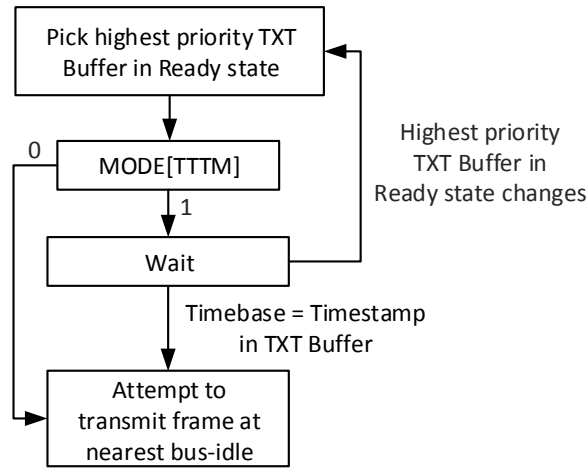 Pick highest priority TXT
Buffer in Ready state
0
MODE[TTTM]
1
Highest priority
TXT Buffer in
Ready state changes
Wait
Timebase = Timestamp
in TXT Buffer
Attempt to
transmit frame at
nearest bus-idle